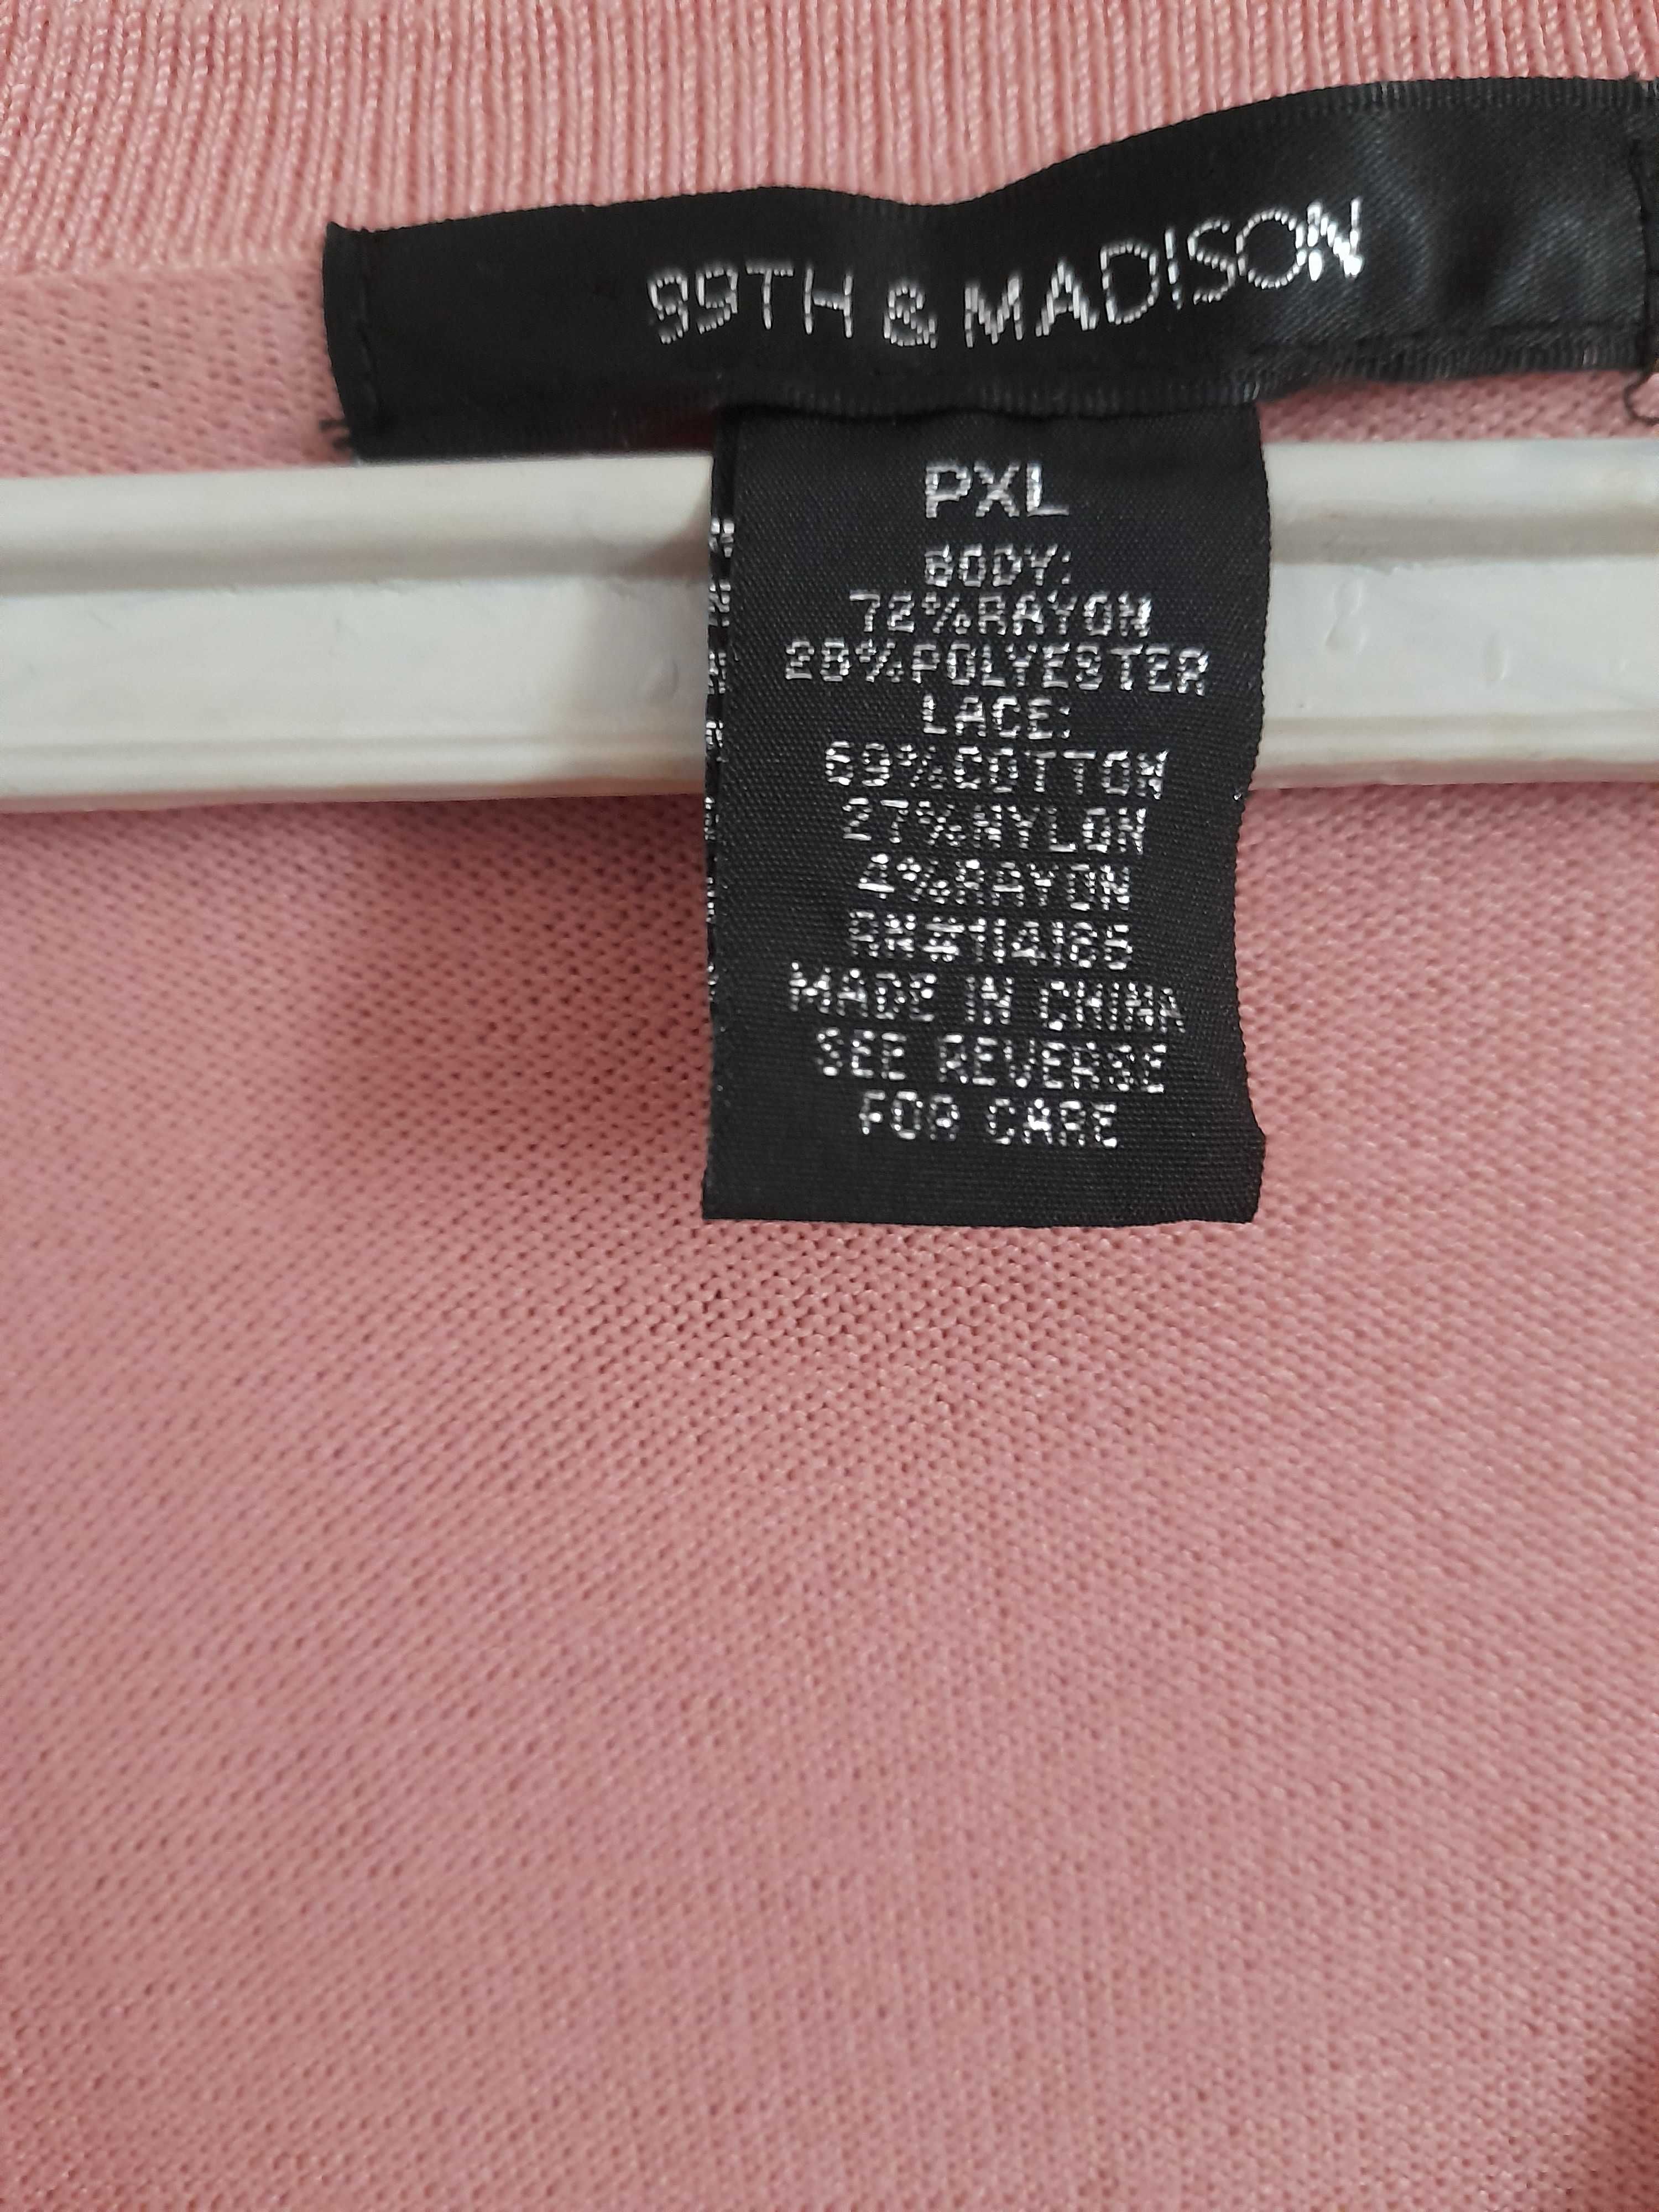 99TH & MADISON
PXL
BODY:
72%RAYON
28%POLYESTER
LACE:
69%COTTON
27%NYLON
4%RAYON
RN#114166
MADE IN CHINA
SEE REVERSE
FOR CARE